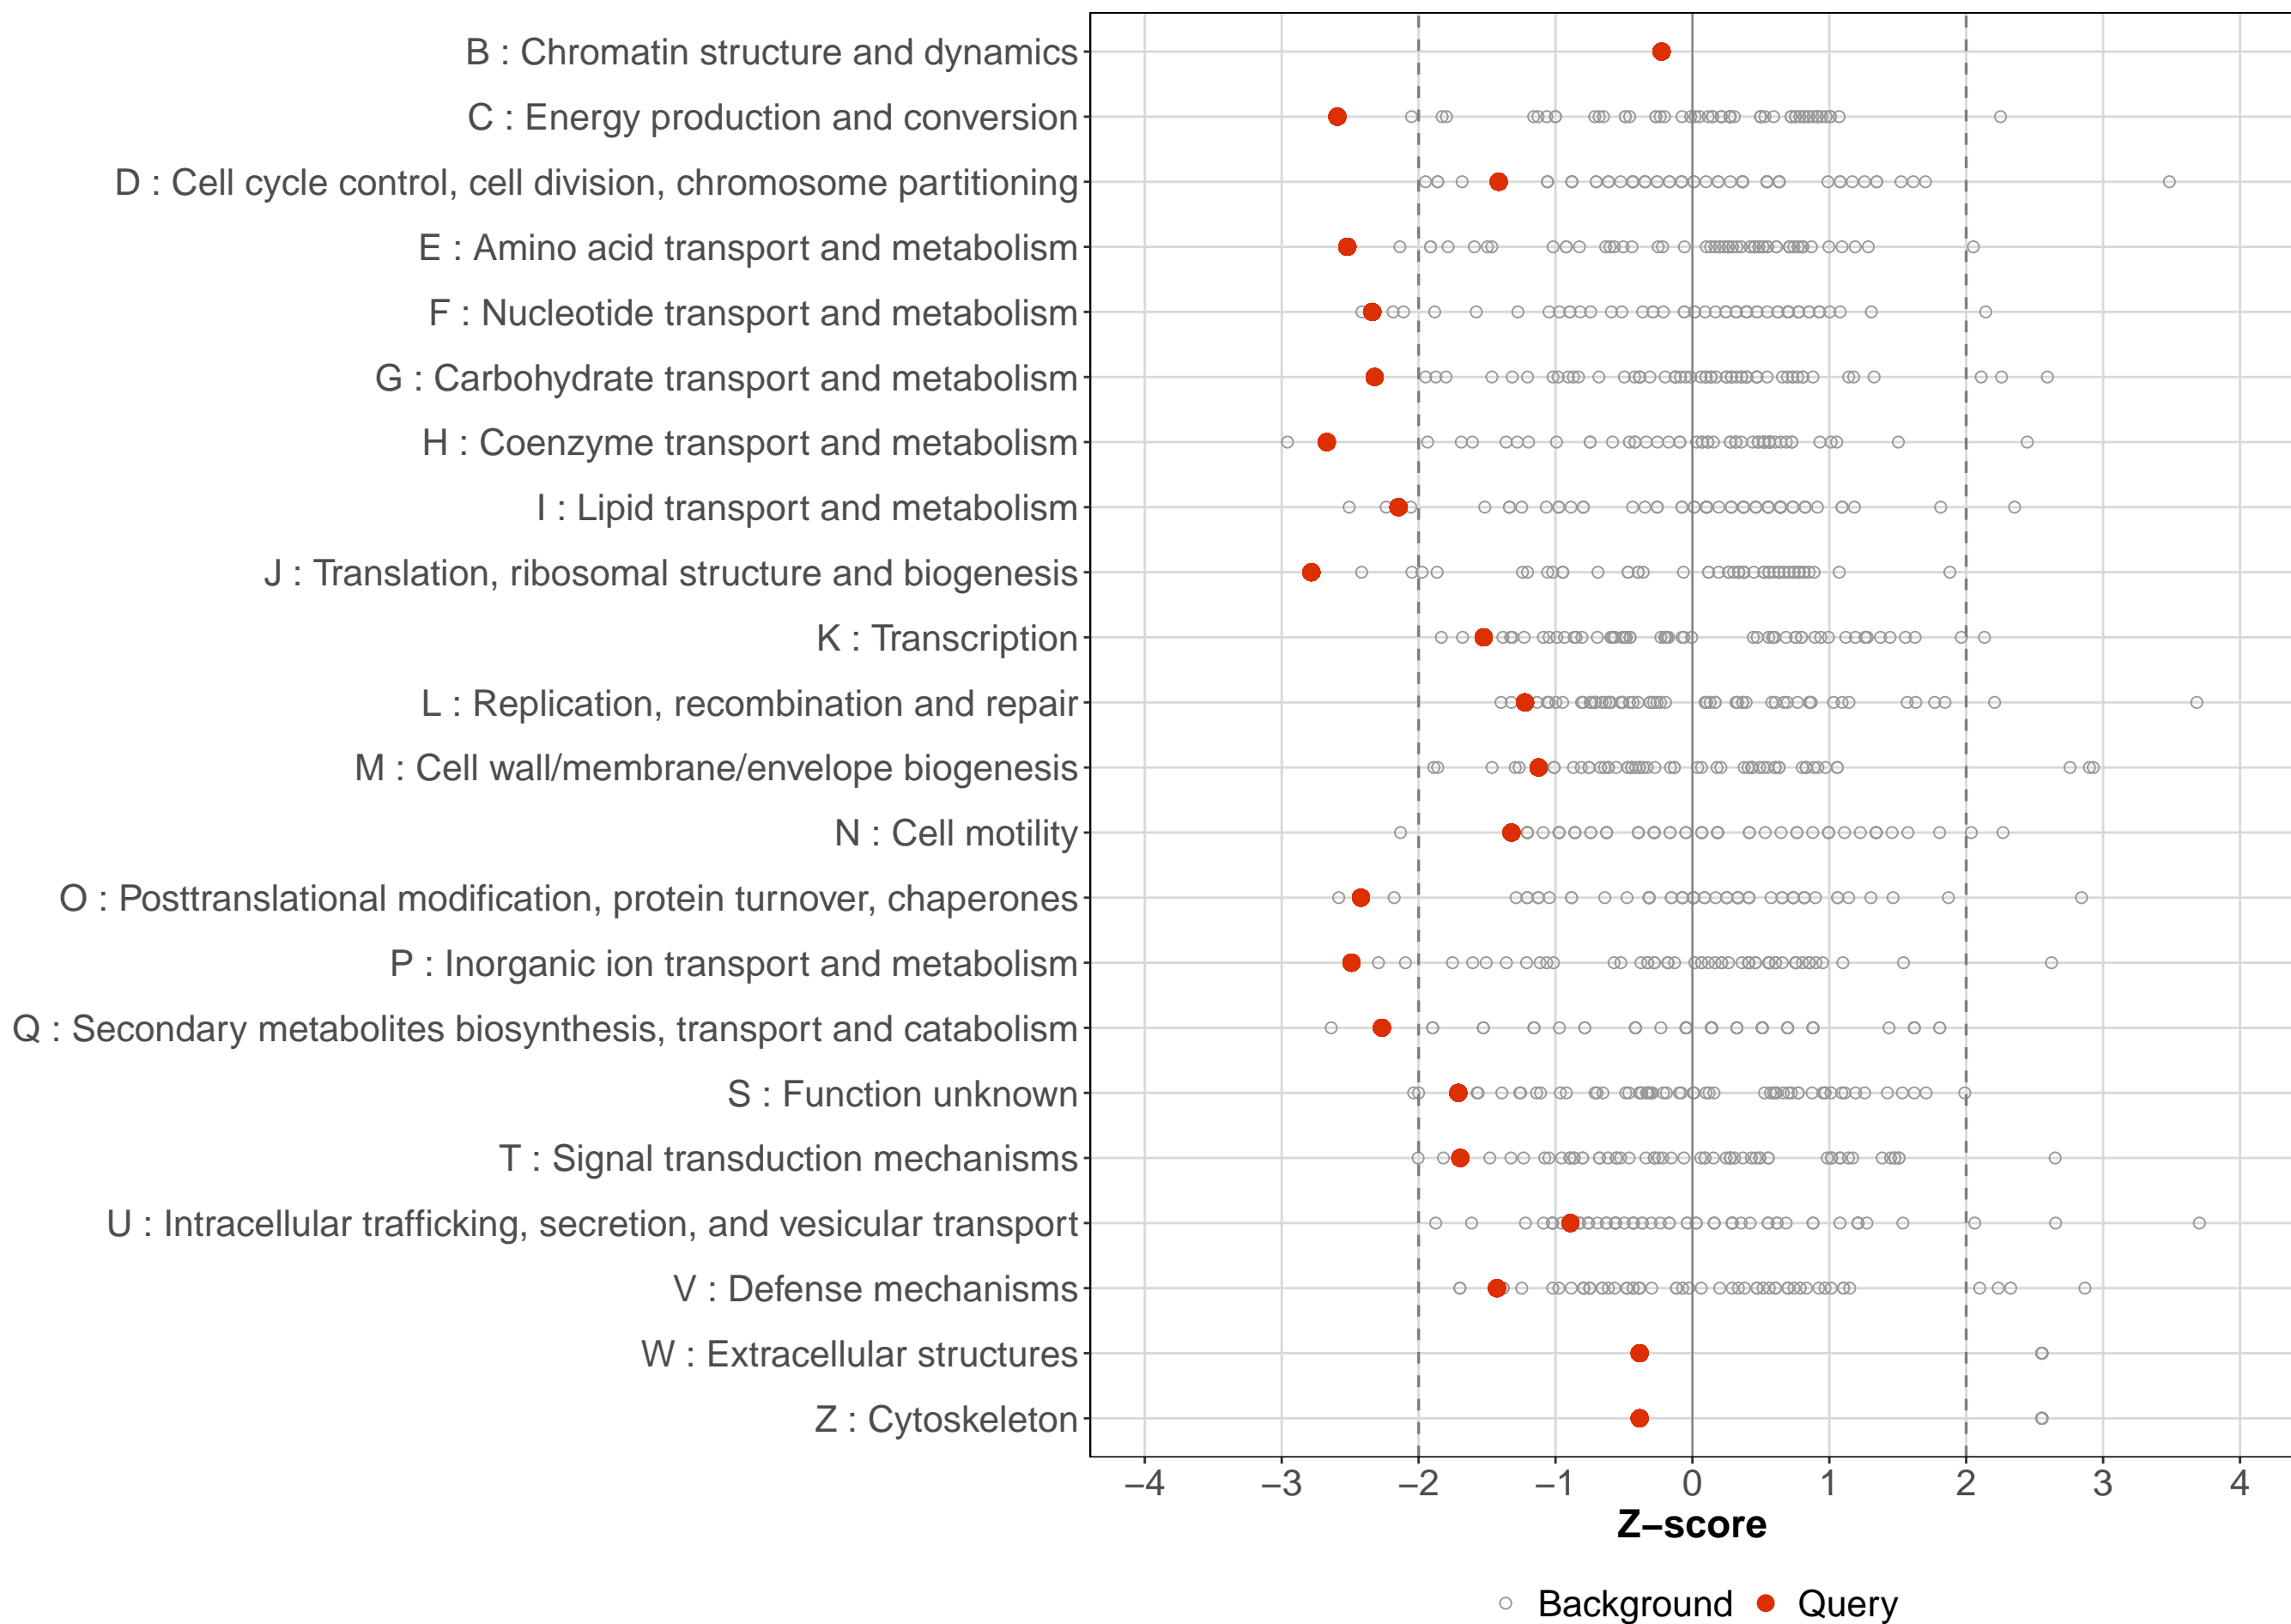 B : Chromatin structure and dynamics
C : Energy production and conversion
D : Cell cycle control, cell division, chromosome partitioning
E : Amino acid transport and metabolism
F : Nucleotide transport and metabolism
G : Carbohydrate transport and metabolism
H : Coenzyme transport and metabolism
I : Lipid transport and metabolism
J : Translation, ribosomal structure and biogenesis
K : Transcription
L : Replication, recombination and repair
M : Cell wall/membrane/envelope biogenesis
N : Cell motility
O : Posttranslational modification, protein turnover, chaperones
P : Inorganic ion transport and metabolism
Q : Secondary metabolites biosynthesis, transport and catabolism
S : Function unknown
T : Signal transduction mechanisms
U : Intracellular trafficking, secretion, and vesicular transport
V : Defense mechanisms
W : Extracellular structures
Z : Cytoskeleton
−4 −3 −2 −1 0 1 2 3 4
Z−score
Background Query